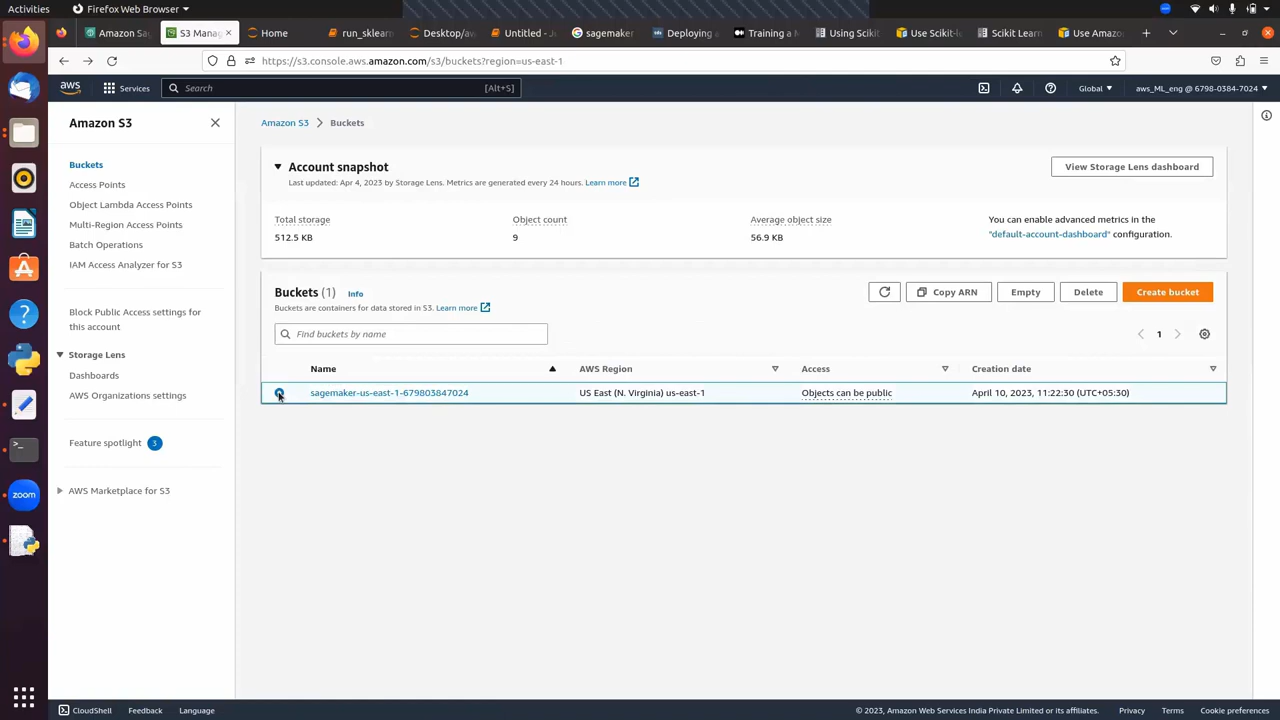 Activities
Firefox Web Browser
Amazon Sag
S3 Manag
Home
run_sklearn
Desktop/aw
Untitled - Ju
sagemaker
Deploying a
Training a M
Using Scikit
Use Scikit-le
Scikit Learn
Use Amazo
https://s3.console.aws.amazon.com/s3/buckets?region=us-east-1
aws
Services
Search
[Alt+S]
Global
aws_ML_eng @ 6798-0384-7024
Amazon S3
Buckets
Access Points
Object Lambda Access Points
Multi-Region Access Points
Batch Operations
IAM Access Analyzer for S3
Block Public Access settings for
this account
Storage Lens
Dashboards
AWS Organizations settings
Feature spotlight 3
AWS Marketplace for S3
Amazon S3 > Buckets
Account snapshot
Last updated: Apr 4, 2023 by Storage Lens. Metrics are generated every 24 hours. Learn more
View Storage Lens dashboard
Total storage
512.5 KB
Object count
9
Average object size
56.9 KB
You can enable advanced metrics in the
"default-account-dashboard" configuration.
Buckets (1) Info
Buckets are containers for data stored in S3. Learn more
Copy ARN
Empty
Delete
Create bucket
Find buckets by name
1
Name
AWS Region
Access
Creation date
sagemaker-us-east-1-679803847024
US East (N. Virginia) us-east-1
Objects can be public
April 10, 2023, 11:22:30 (UTC+05:30)
zoom
CloudShell
Feedback
Language
© 2023, Amazon Web Services India Private Limited or its affiliates.
Privacy
Terms
Cookie preferences